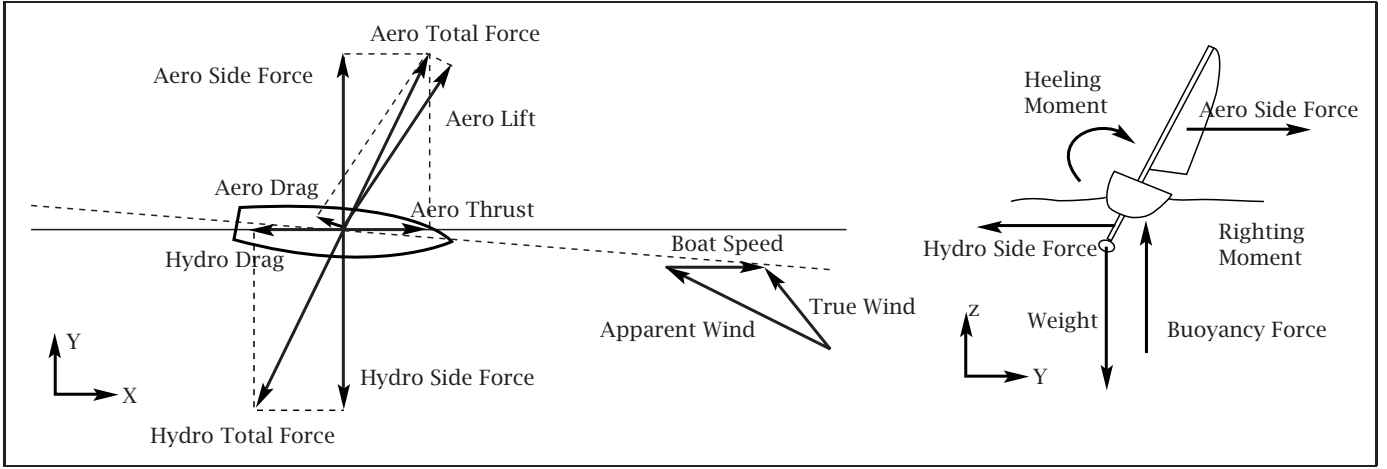 Aero Total Force
Aero Side Force
Aero Lift
Aero Drag
Aero Thrust
Hydro Drag
Boat Speed
True Wind
Apparent Wind
Y
X
Hydro Side Force
Hydro Total Force
Heeling
Moment
Aero Side Force
Hydro Side Force
Righting
Moment
z
Weight
Buoyancy Force
Y